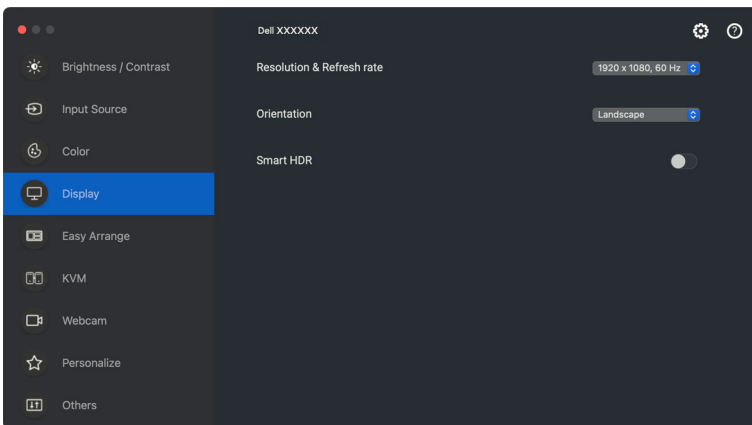 Dell XXXXXX
Brightness / Contrast
Input Source
Color
Display
Easy Arrange
KVM
Webcam
Personalize
Others
Resolution & Refresh rate
1920 x 1080, 60 Hz
Orientation
Landscape
Smart HDR